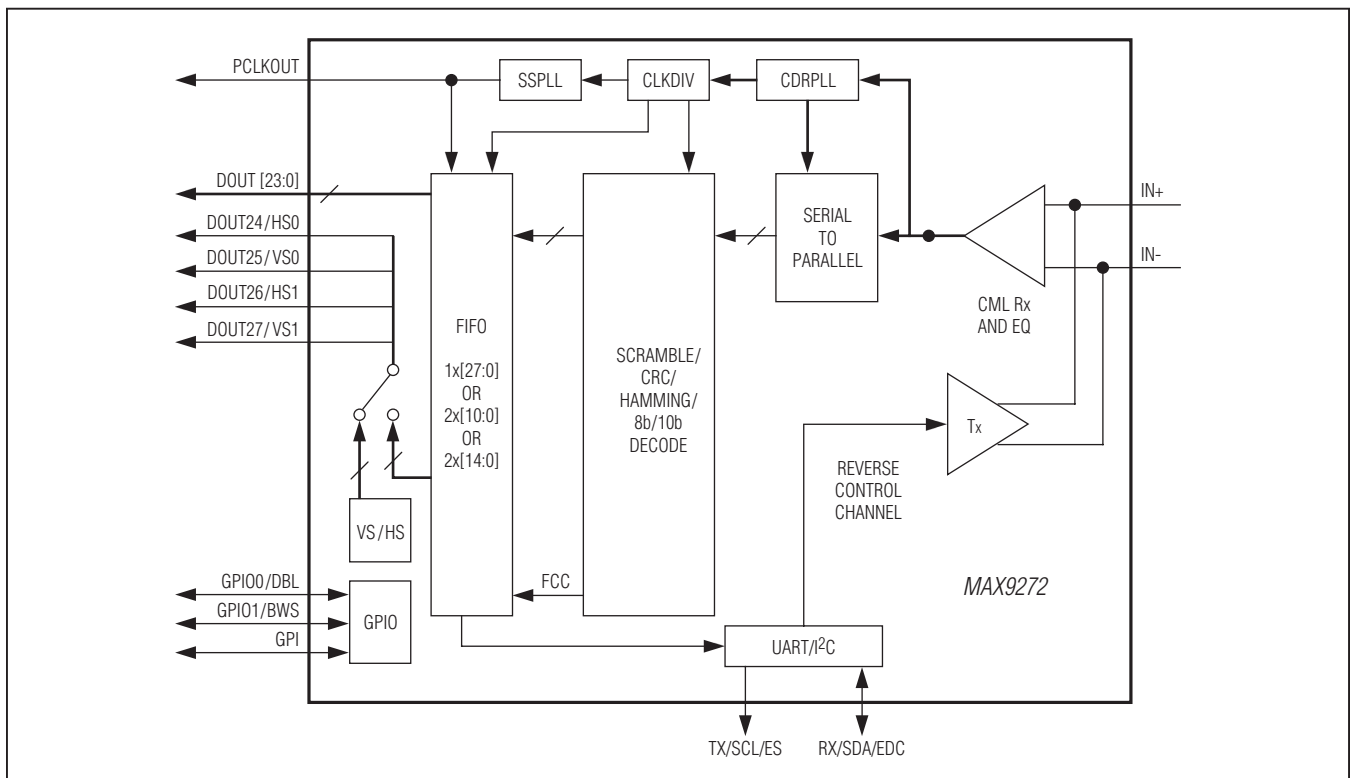 PCLKOUT
SSPLL
CLKDIV
CDRPLL
DOUT [23:0]
DOUT24/HS0
DOUT25/VS0
DOUT26/HS1
DOUT27/VS1
FIFO
1x[27:0]
OR
2x[10:0]
OR
2x[14:0]
SCRAMBLE/
CRC/
HAMMING/
8b/10b
DECODE
SERIAL
TO
PARALLEL
IN+
IN-
CML Rx
AND EQ
Tx
REVERSE
CONTROL
CHANNEL
VS/HS
GPIO0/DBL
GPIO1/BWS
GPI
GPIO
FCC
MAX9272
UART/I2C
TX/SCL/ES
RX/SDA/EDC